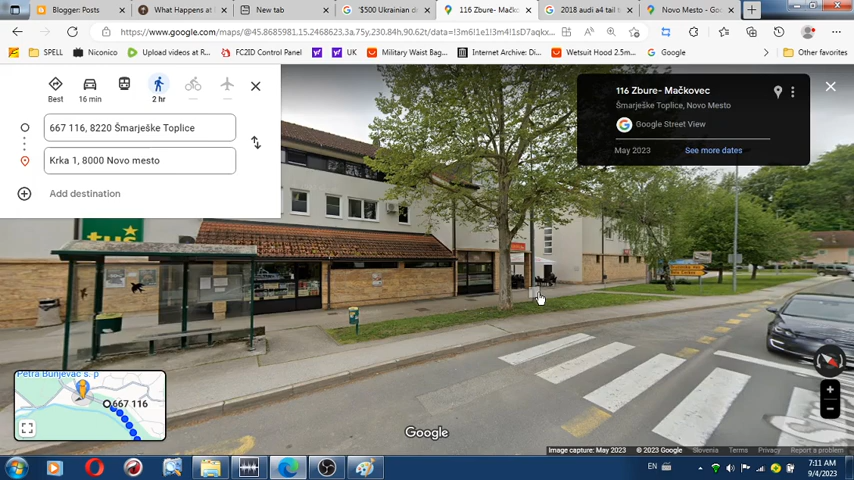 Blogger: Posts
What Happens at
New tab
'$500 Ukrainian d
116 Zbure- Mačko
2018 audi a4 tail t
Novo Mesto - Go
https://www.google.com/maps/@45.8685981,15.2468623,3a,75y,230.84h,90.62t/data=!3m6!1e1!3m4!1sD7aqkx...
SPELL
Niconico
Upload videos at R...
FC2ID Control Panel
UK
Military Waist Bag...
Internet Archive: Di...
Wetsuit Hood 2.5m...
Google
Other favorites
Best
16 min
2 hr
667 116, 8220 Šmarješke Toplice
Krka 1, 8000 Novo mesto
Add destination
116 Zbure- Mačkovec
Šmarješke Toplice, Novo Mesto
Google Street View
May 2023
See more dates
tuš
Petra Bunjevac s. p
667 116
Google
Image capture: May 2023
© 2023 Google
Slovenia
Terms
Privacy
Report a problem
EN
7:11 AM
9/4/2023